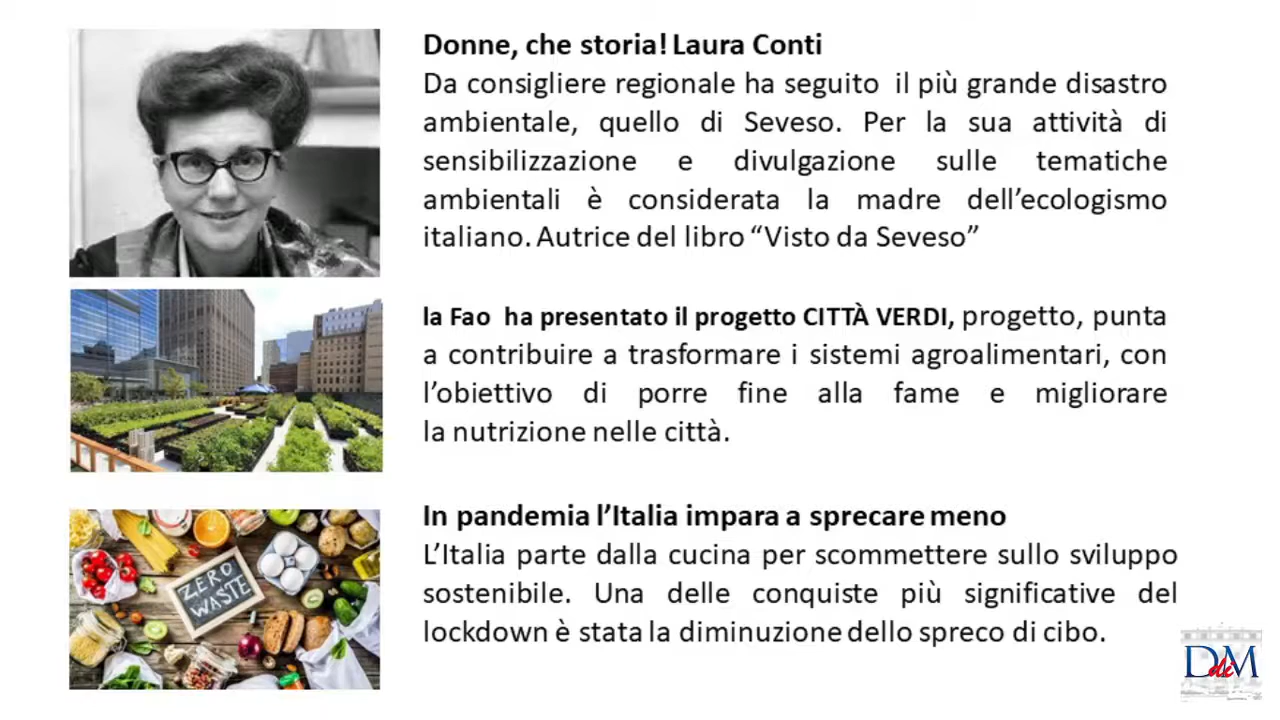 Donne, che storia! Laura Conti
Da consigliere regionale ha seguito il più grande disastro
ambientale, quello di Seveso. Per la sua attività di
sensibilizzazione e divulgazione sulle tematiche
ambientali è considerata la madre dell’ecologismo
italiano. Autrice del libro “Visto da Seveso”
la Fao ha presentato il progetto CITTÀ VERDI, progetto, punta
a contribuire a trasformare i sistemi agroalimentari, con
l’obiettivo di porre fine alla fame e migliorare
la nutrizione nelle città.
ZERO
WASTE
In pandemia l’Italia impara a sprecare meno
L’Italia parte dalla cucina per scommettere sullo sviluppo
sostenibile. Una delle conquiste più significative del
lockdown è stata la diminuzione dello spreco di cibo.
DdiM